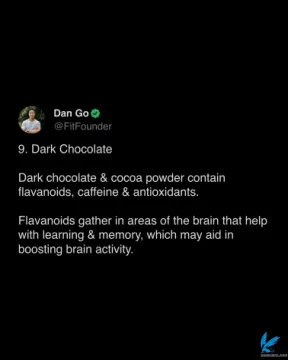 Dan Go
@FitFounder
9. Dark Chocolate
Dark chocolate & cocoa powder contain
flavanoids, caffeine & antioxidants.
Flavanoids gather in areas of the brain that help
with learning & memory, which may aid in
boosting brain activity.